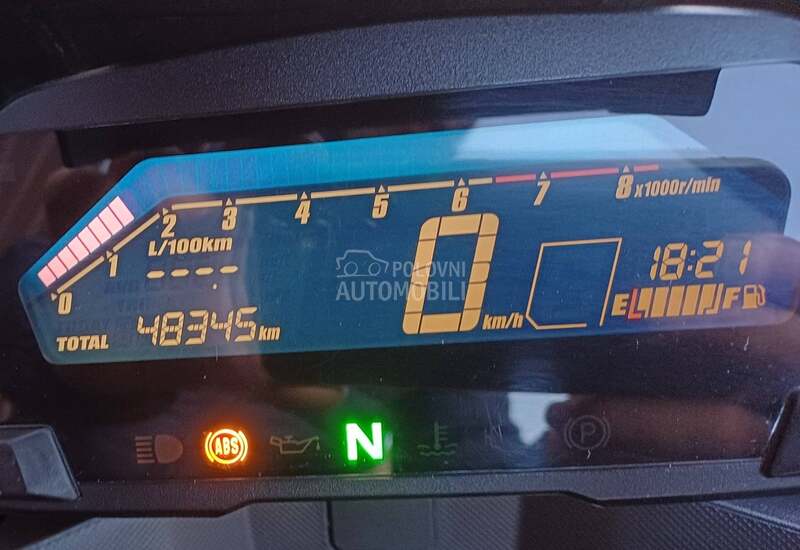 0 1 2 3 4 5 6 7 8 x1000r/min
L/100km
--.-
18:21
POLOVNI
AUTOMOBILI
0 km/h
E F
TOTAL 48345 km
ABS N P